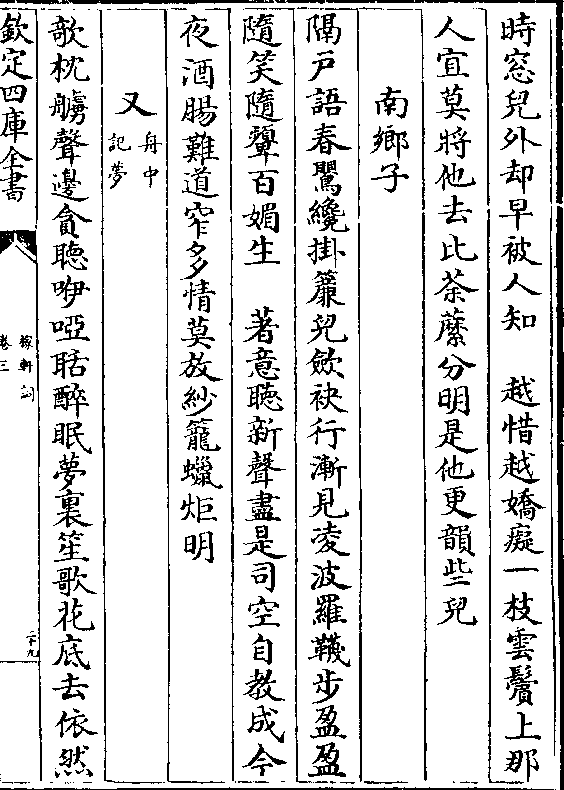 時窓兒外却早被人知　越惜越嬌癡一枝雲鬢上那
人宜莫將他去比荼䕷分明是他更韻些兒
南鄉子
隔戶語春鶯纔掛簾兒斂袂行漸見凌波羅韈步盈盈
隨笑隨顰百媚生　著意聽新聲盡是司空自教成今
夜酒腸難道窄多情莫放紗籠蠟炬明
又舟中記夢
欹枕艣聲邊貪聽咿啞聒醉眠夢裏笙歌花底去依然
欽定四庫全書
稼軒詞
卷三
二十九